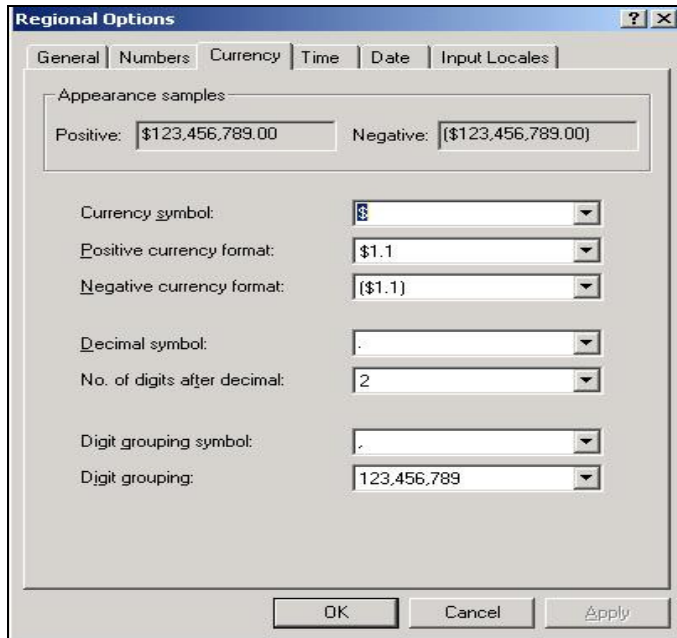 Regional Options
General Numbers Currency Time Date Input Locales
Appearance samples
Positive: $123,456,789.00 Negative: ($123,456,789.00)
Currency symbol: $
Positive currency format: $1.1
Negative currency format: ($1.1)
Decimal symbol: .
No. of digits after decimal: 2
Digit grouping symbol: ,
Digit grouping: 123,456,789
OK Cancel Apply